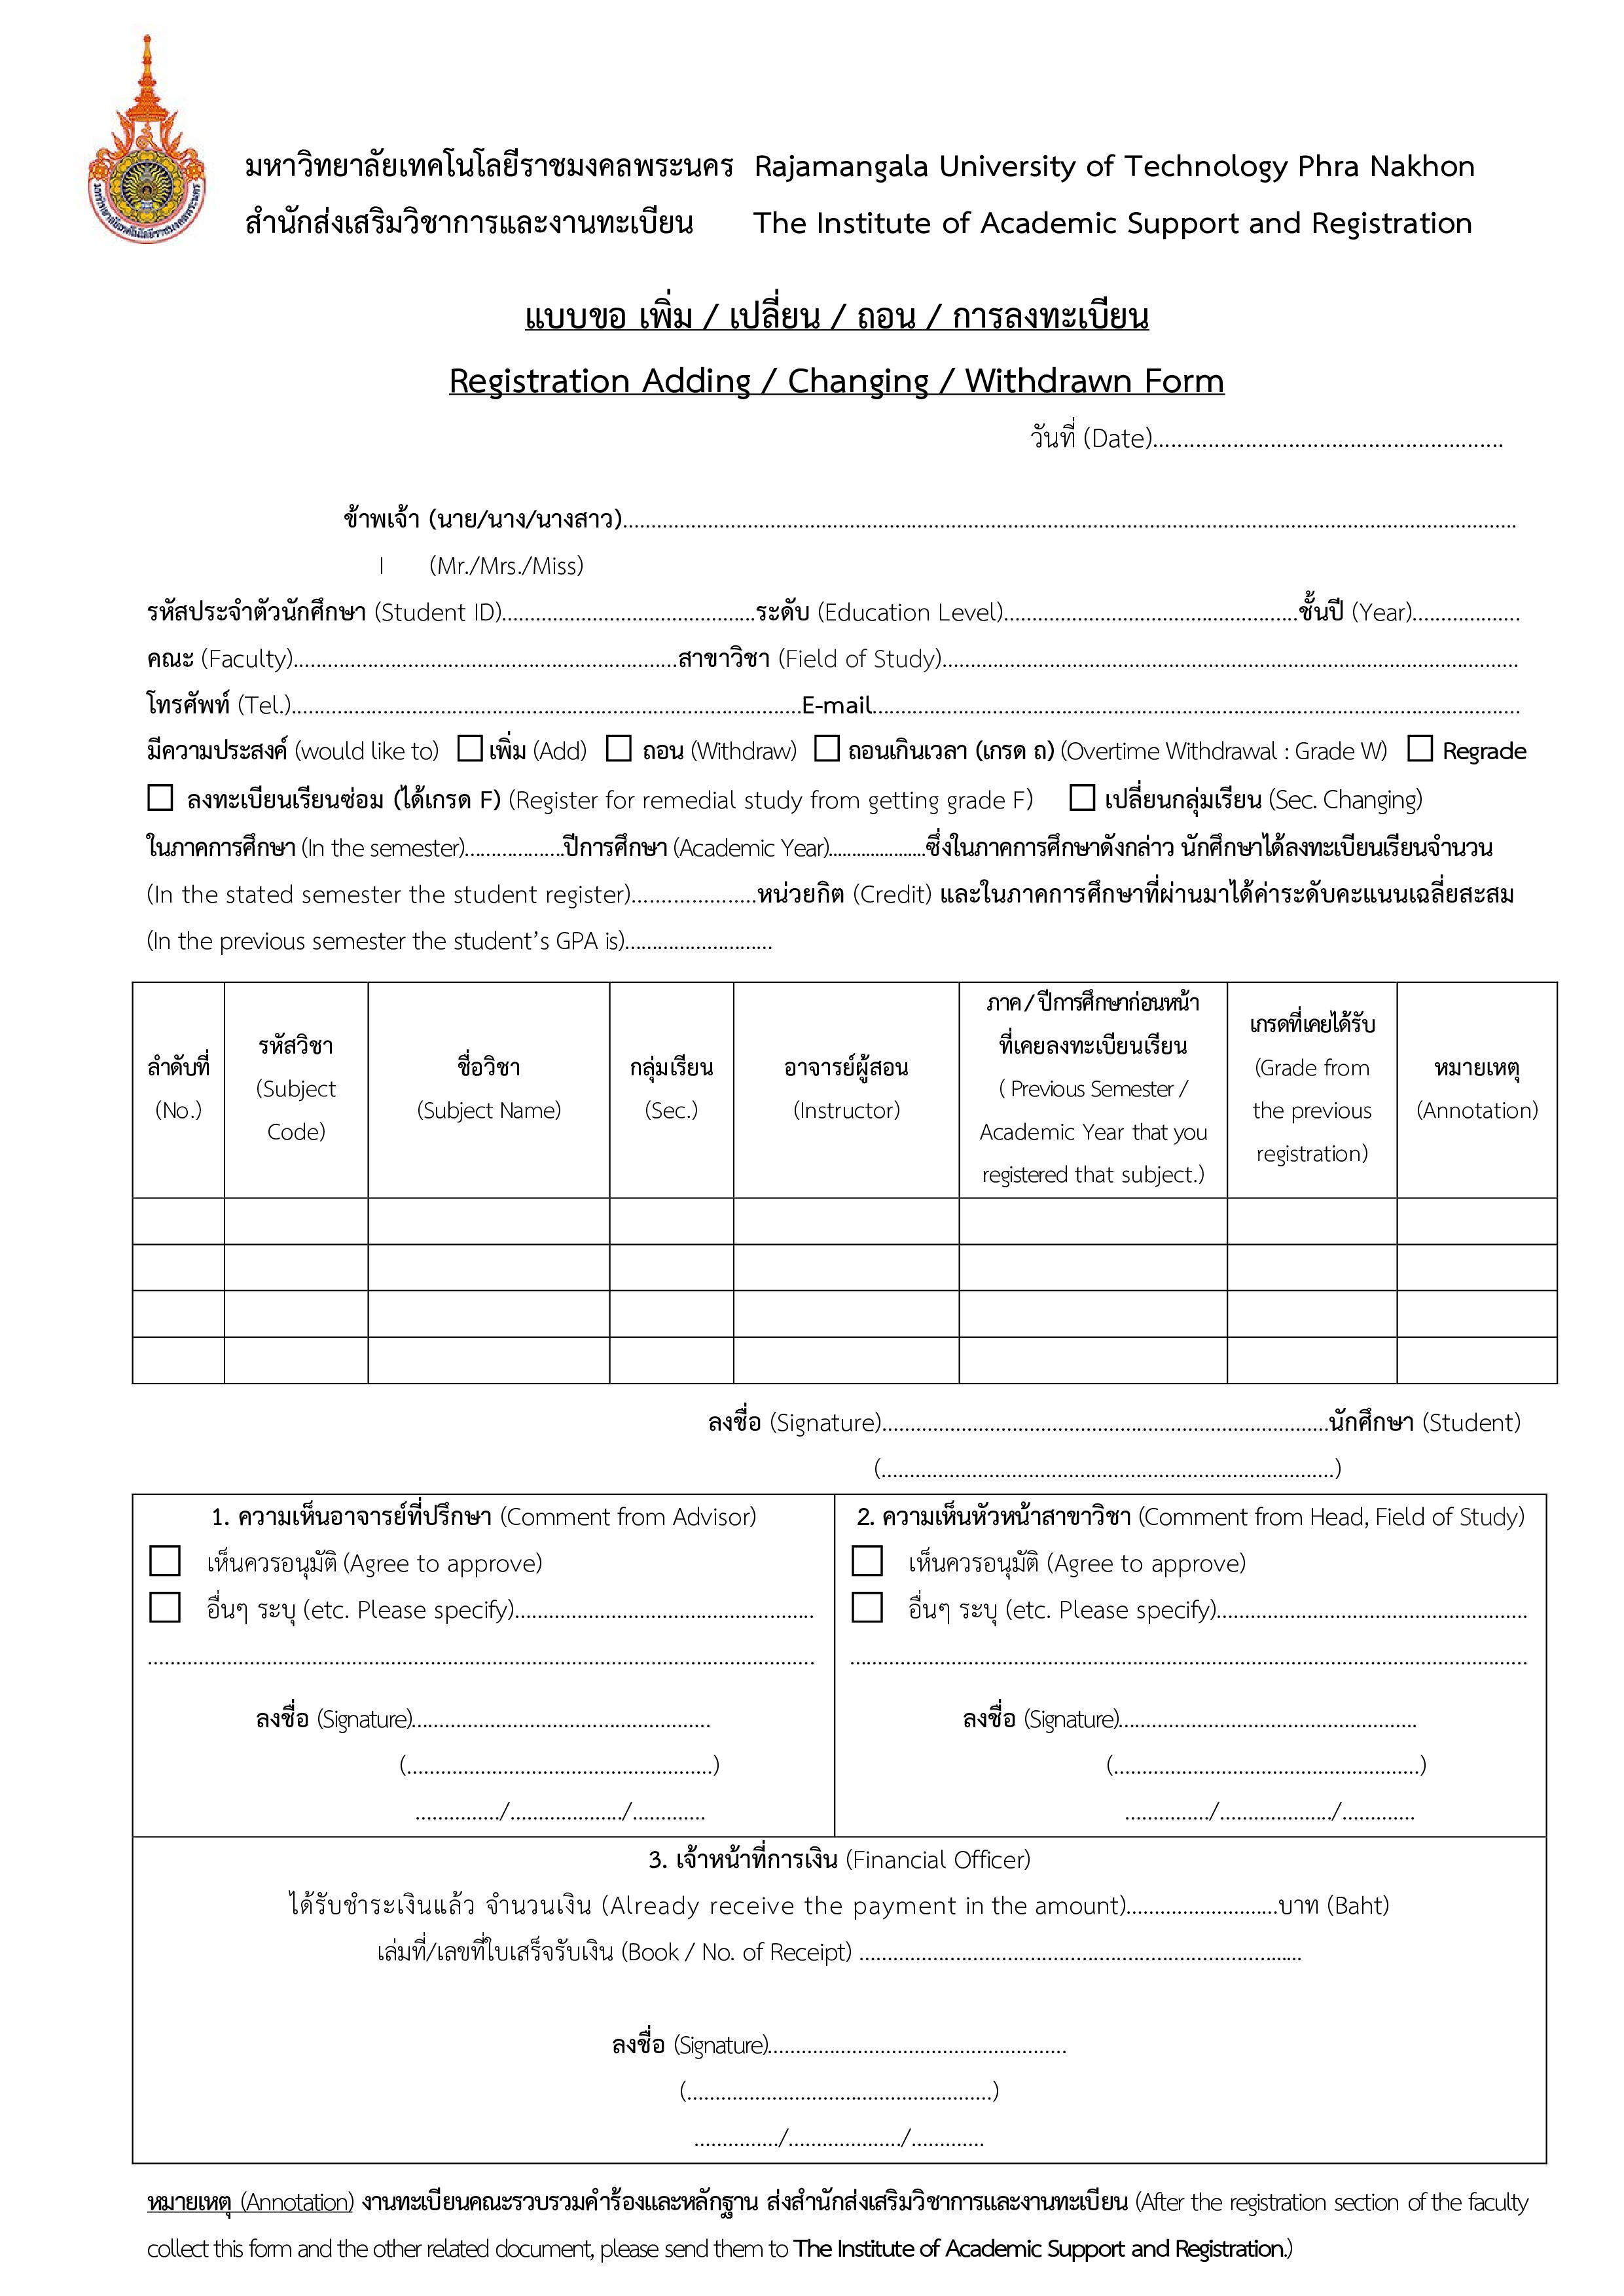 มหาวิทยาลัยเทคโนโลยีราชมงคลพระนคร Rajamangala University of Technology Phra Nakhon
สำนักส่งเสริมวิชาการและงานทะเบียน The Institute of Academic Support and Registration
มหาวิทยาลัยเทคโนโลยีราชมงคลพระนคร
แบบขอ เพิ่ม / เปลี่ยน / ถอน / การลงทะเบียน
Registration Adding / Changing / Withdrawn Form
วันที่ (Date)..........................................................
ข้าพเจ้า (นาย/นาง/นางสาว)..........................................................
I (Mr./Mrs./Miss)
รหัสประจำตัวนักศึกษา (Student ID)..............................ระดับ (Education Level)..............................ชั้นปี (Year)...................
คณะ (Faculty)..............................สาขาวิชา (Field of Study)..............................
โทรศัพท์ (Tel.)..............................E-mail..............................
มีความประสงค์ (would like to) ☐ เพิ่ม (Add) ☐ ถอน (Withdraw) ☐ ถอนเกินเวลา (เกรด ถ) (Overtime Withdrawal : Grade W) ☐ Regrade
☐ ลงทะเบียนเรียนซ่อม (ได้เกรด F) (Register for remedial study from getting grade F) ☐ เปลี่ยนกลุ่มเรียน (Sec. Changing)
ในภาคการศึกษา (In the semester)...................ปีการศึกษา (Academic Year).....................ซึ่งในภาคการศึกษาดังกล่าว นักศึกษาได้ลงทะเบียนเรียนจำนวน
(In the stated semester the student register).....................หน่วยกิต (Credit) และในภาคการศึกษาที่ผ่านมาได้ค่าระดับคะแนนเฉลี่ยสะสม
(In the previous semester the student’s GPA is)...........................
ลำดับที่
(No.)
รหัสวิชา
(Subject
Code)
ชื่อวิชา
(Subject Name)
กลุ่มเรียน
(Sec.)
อาจารย์ผู้สอน
(Instructor)
ภาค / ปีการศึกษาก่อนหน้า
ที่เคยลงทะเบียนเรียน
( Previous Semester /
Academic Year that you
registered that subject.)
เกรดที่เคยได้รับ
(Grade from
the previous
registration)
หมายเหตุ
(Annotation)
ลงชื่อ (Signature)..............................นักศึกษา (Student)
(..............................)
1. ความเห็นอาจารย์ที่ปรึกษา (Comment from Advisor)
☐ เห็นควรอนุมัติ (Agree to approve)
☐ อื่นๆ ระบุ (etc. Please specify)..............................
..............................
ลงชื่อ (Signature)..............................
(..............................)
.............../..................../.............
2. ความเห็นหัวหน้าสาขาวิชา (Comment from Head, Field of Study)
☐ เห็นควรอนุมัติ (Agree to approve)
☐ อื่นๆ ระบุ (etc. Please specify)..............................
..............................
ลงชื่อ (Signature)..............................
(..............................)
.............../..................../.............
3. เจ้าหน้าที่การเงิน (Financial Officer)
ได้รับชำระเงินแล้ว จำนวนเงิน (Already receive the payment in the amount)...........................บาท (Baht)
เล่มที่/เลขที่ใบเสร็จรับเงิน (Book / No. of Receipt) ..............................
ลงชื่อ (Signature)..............................
(..............................)
.............../..................../.............
หมายเหตุ (Annotation) งานทะเบียนคณะรวบรวมคำร้องและหลักฐาน ส่งสำนักส่งเสริมวิชาการและงานทะเบียน (After the registration section of the faculty
collect this form and the other related document, please send them to The Institute of Academic Support and Registration.)